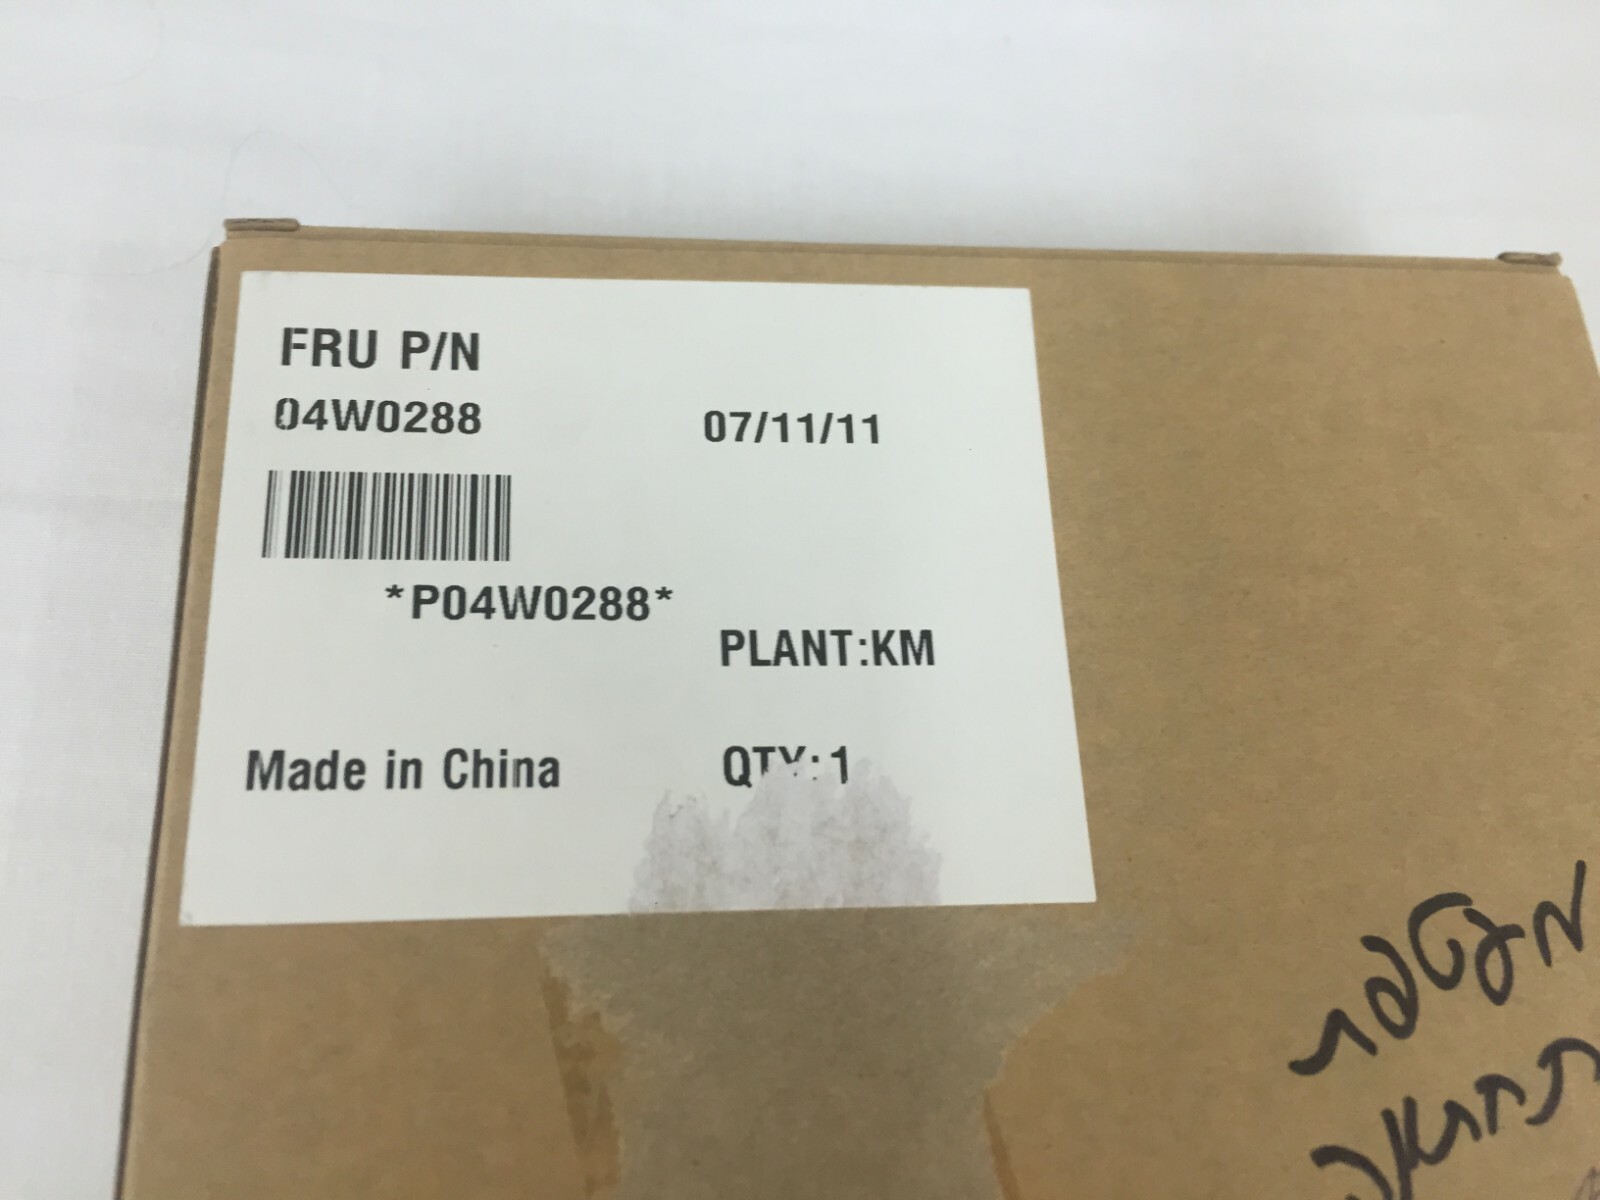 FRU P/N
04W0288
07/11/11
*P04W0288*
PLANT:KM
Made in China
QTY:1